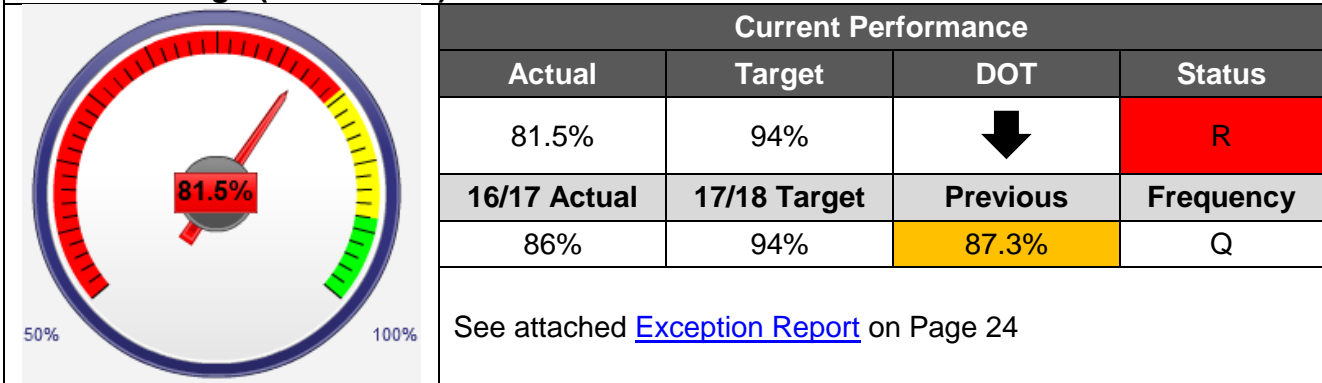 Current Performance
Actual Target DOT Status
81.5% 94% R
16/17 Actual 17/18 Target Previous Frequency
86% 94% 87.3% Q
See attached Exception Report on Page 24
81.5%
50% 100%